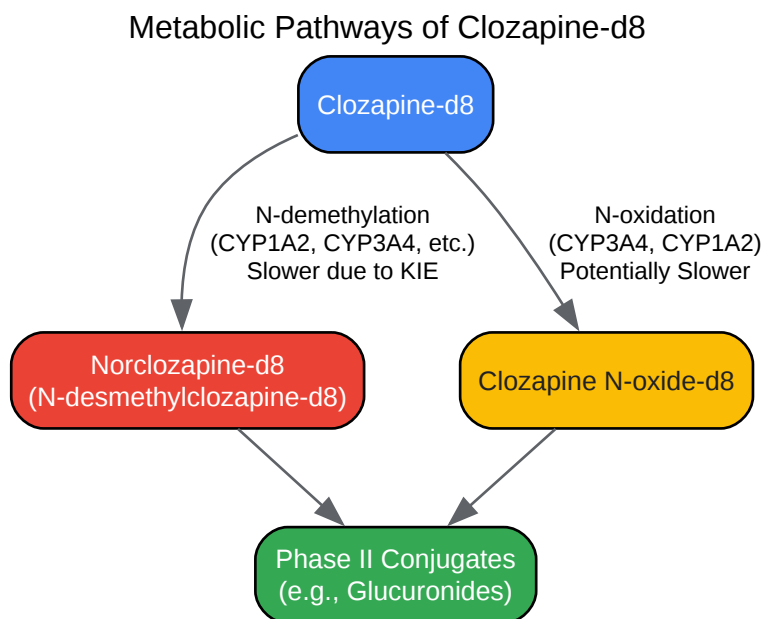 Metabolic Pathways of Clozapine-d8
Clozapine-d8
N-demethylation
(CYP1A2, CYP3A4, etc.)
Slower due to KIE
N-oxidation
(CYP3A4, CYP1A2)
Potentially Slower
Norclozapine-d8
(N-desmethylclozapine-d8)
Clozapine N-oxide-d8
Phase II Conjugates
(e.g., Glucuronides)